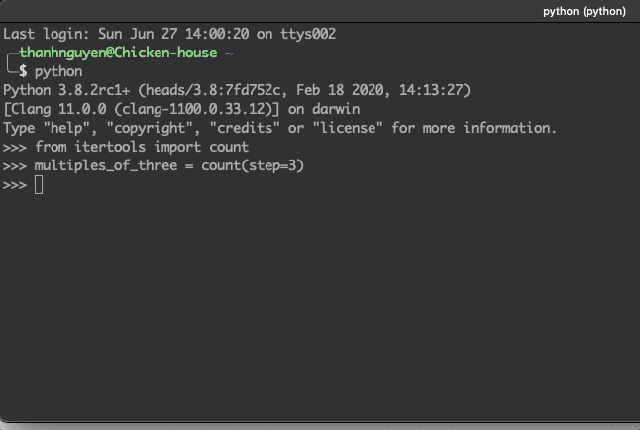 python (python)
Last login: Sun Jun 27 14:00:20 on ttys002
thanhnguyen@Chicken-house ~
$ python
Python 3.8.2rc1+ (heads/3.8:7fd752c, Feb 18 2020, 14:13:27)
[Clang 11.0.0 (clang-1100.0.33.12)] on darwin
Type "help", "copyright", "credits" or "license" for more information.
>>> from itertools import count
>>> multiples_of_three = count(step=3)
>>>